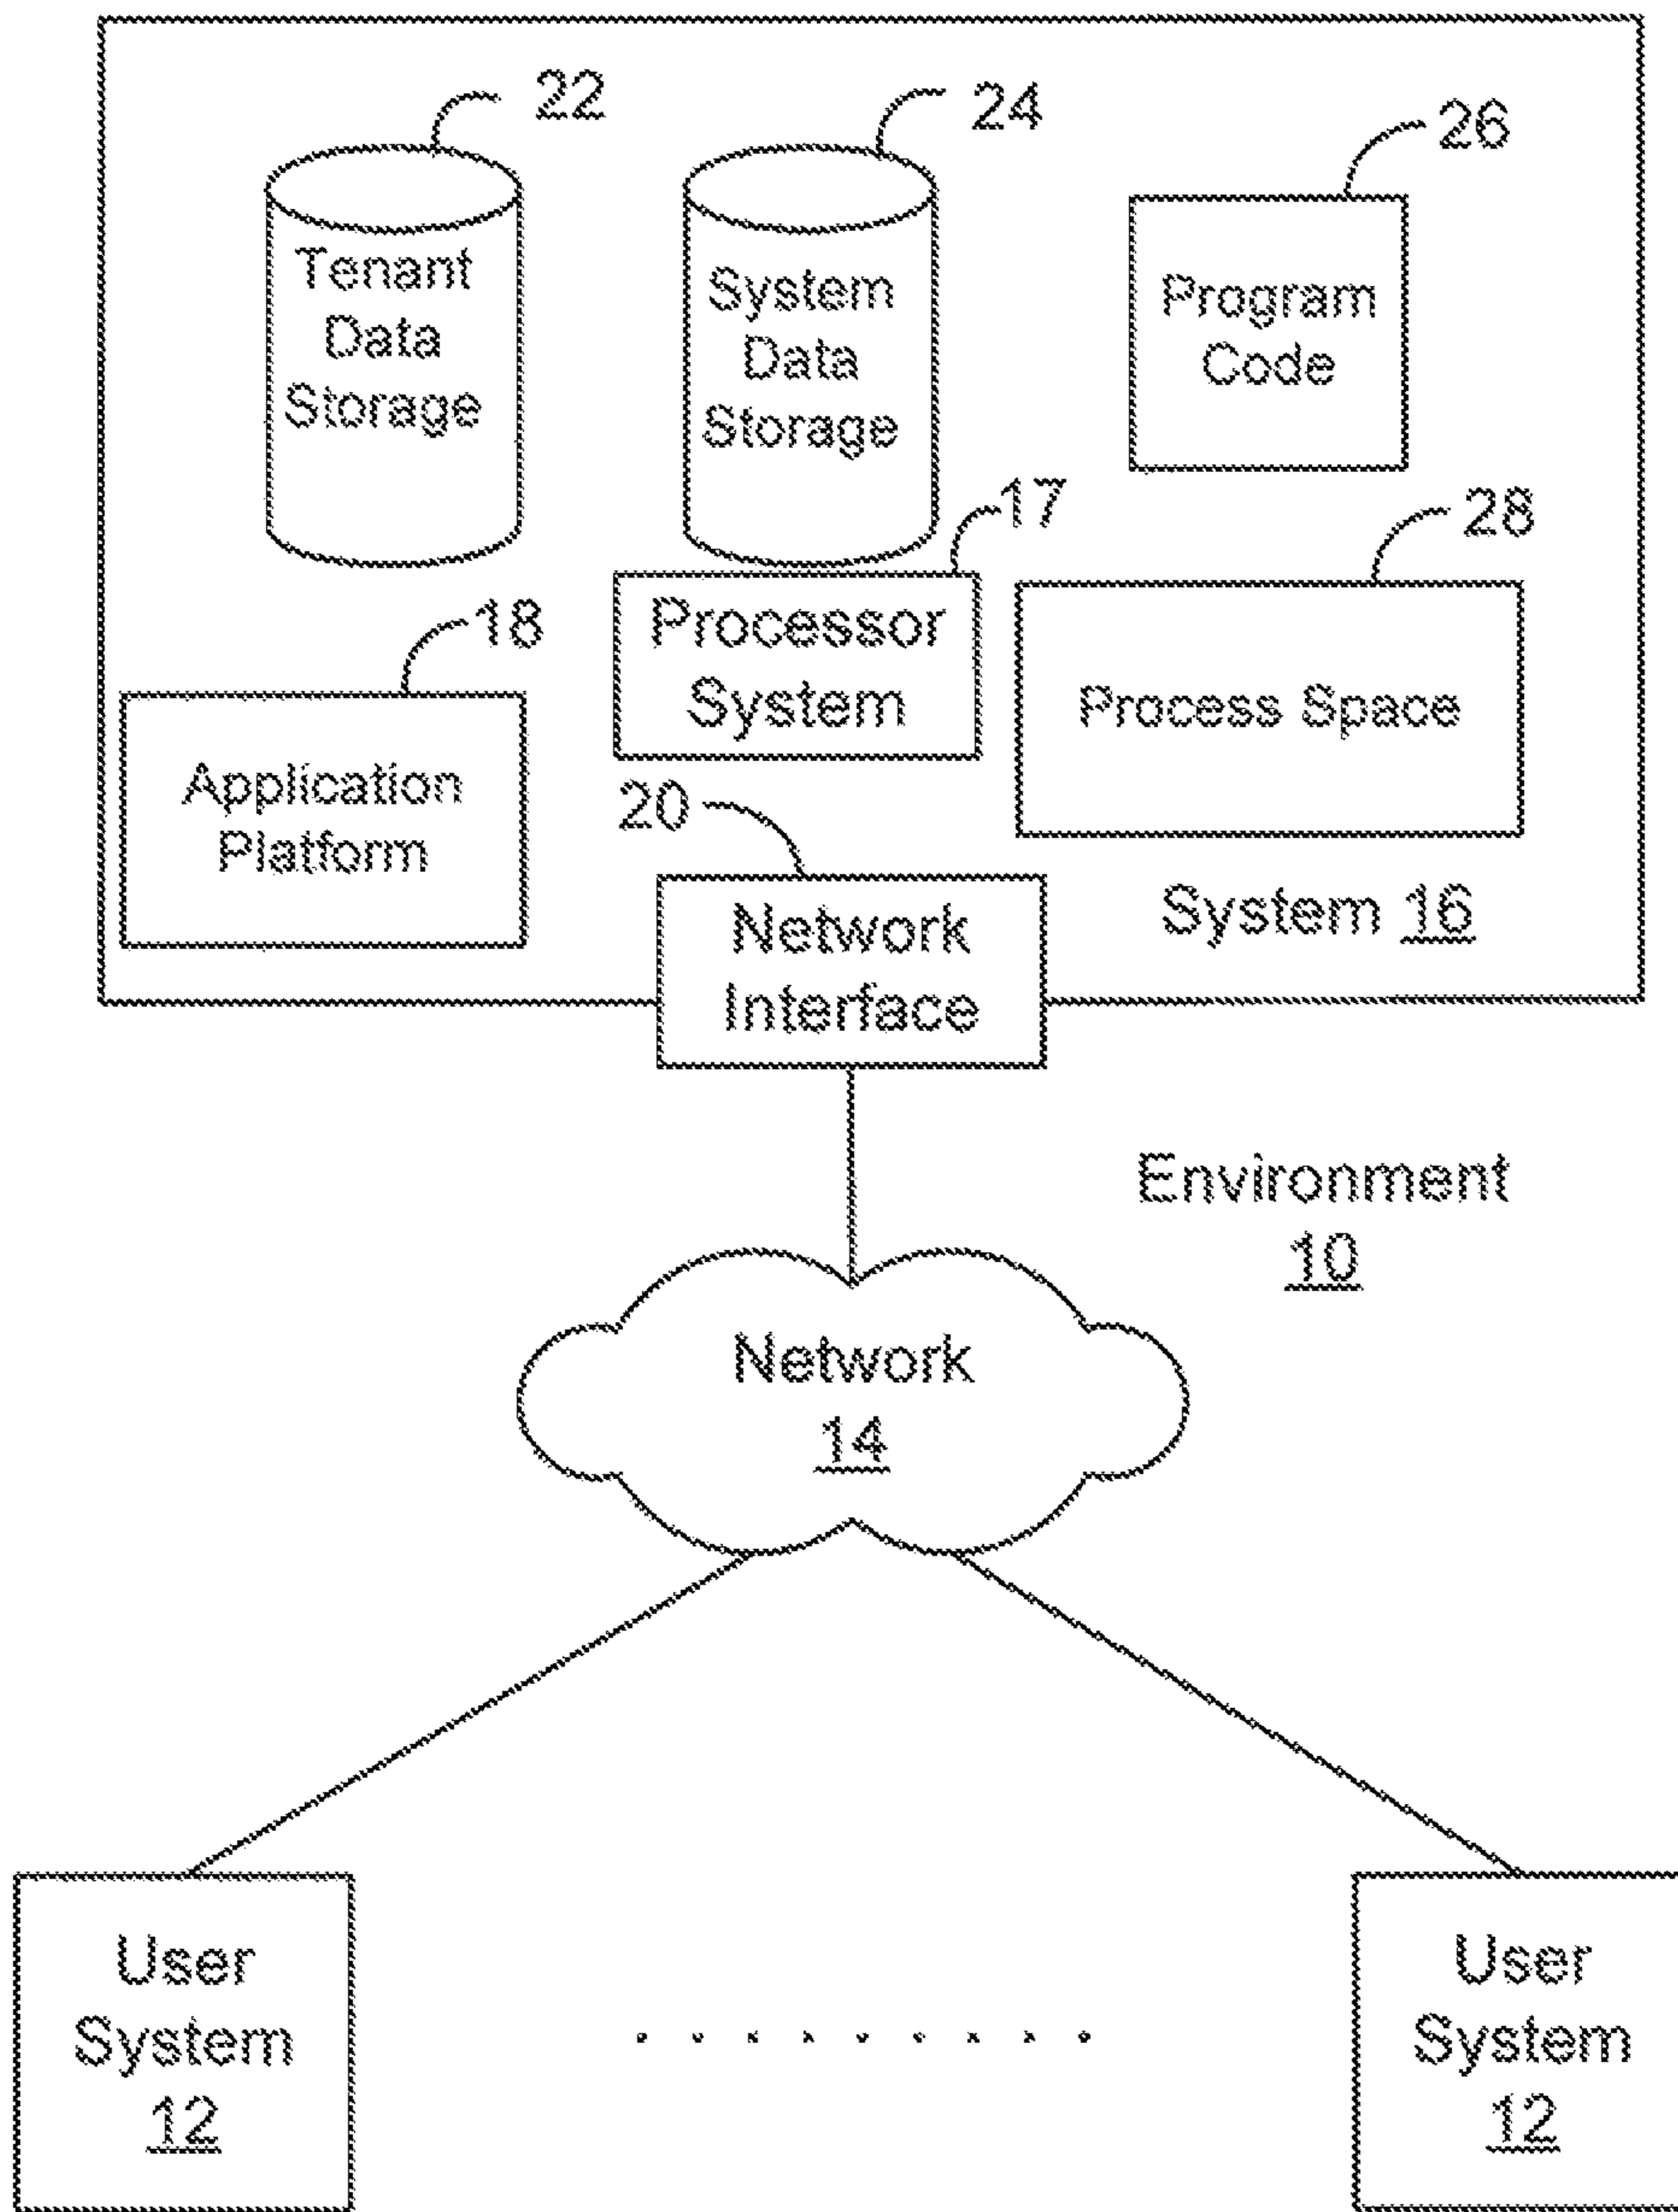 22
24
26
Tenant
Data
Storage
System
Data
Storage
Program
Code
17
28
18
Processor
System
Process Space
Application
Platform
20
Network
Interface
System 16
Environment
10
Network
14
User
System
12
User
System
12